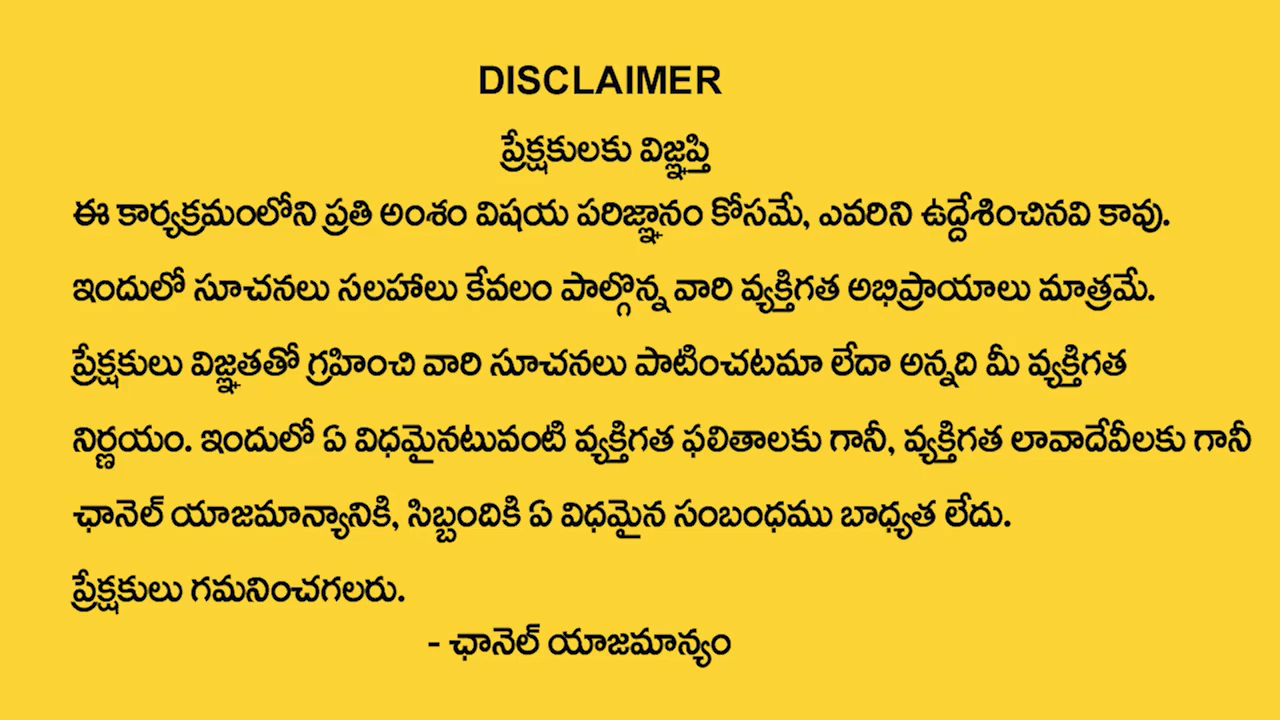 DISCLAIMER
ప్రేక్షకులకు విజ్ఞప్తి
ఈ కార్యక్రమంలోని ప్రతి అంశం విషయ పరిజ్ఞానం కోసమే, ఎవరిని ఉద్దేశించినవి కావు.
ఇందులో సూచనలు సలహాలు కేవలం పాల్గొన్న వారి వ్యక్తిగత అభిప్రాయాలు మాత్రమే.
ప్రేక్షకులు విజ్ఞతతో గ్రహించి వారి సూచనలు పాటించటమా లేదా అన్నది మీ వ్యక్తిగత
నిర్ణయం. ఇందులో ఏ విధమైనటువంటి వ్యక్తిగత ఫలితాలకు గానీ, వ్యక్తిగత లావాదేవీలకు గానీ
ఛానెల్ యాజమాన్యానికి, సిబ్బందికి ఏ విధమైన సంబంధము బాధ్యత లేదు.
ప్రేక్షకులు గమనించగలరు.
- ఛానెల్ యాజమాన్యం